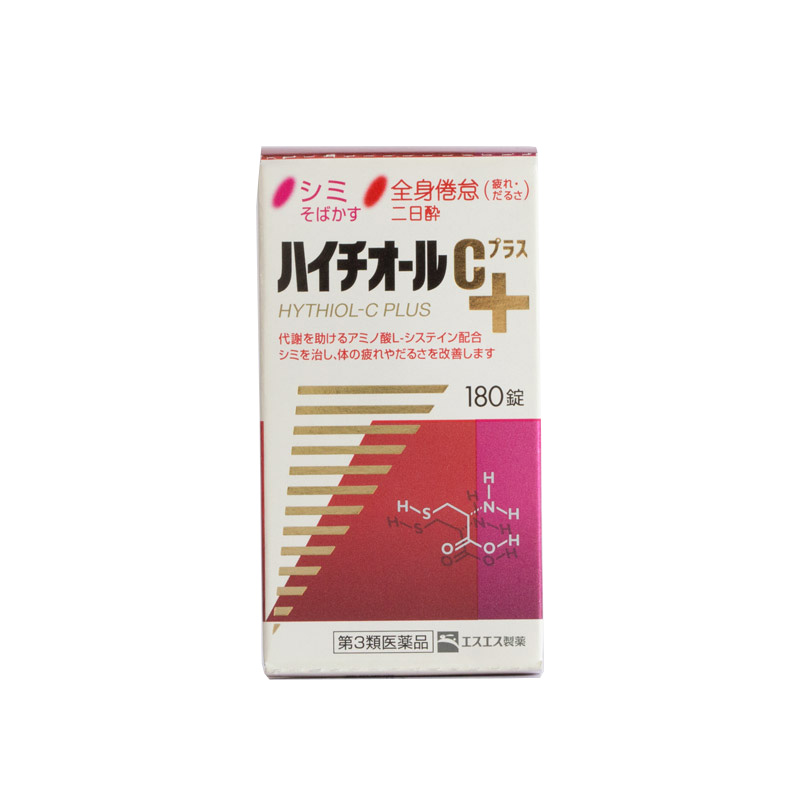 シミ
そばかす
全身倦怠(疲れ・だるさ)
二日酔
ハイチオールCプラス
HYTHIOL-C PLUS
代謝を助けるアミノ酸L-システイン配合
シミを治し、体の疲れやだるさを改善します
180錠
H
H S N H
H
H S N H
O O H
O O H
第3類医薬品
エスエス製薬